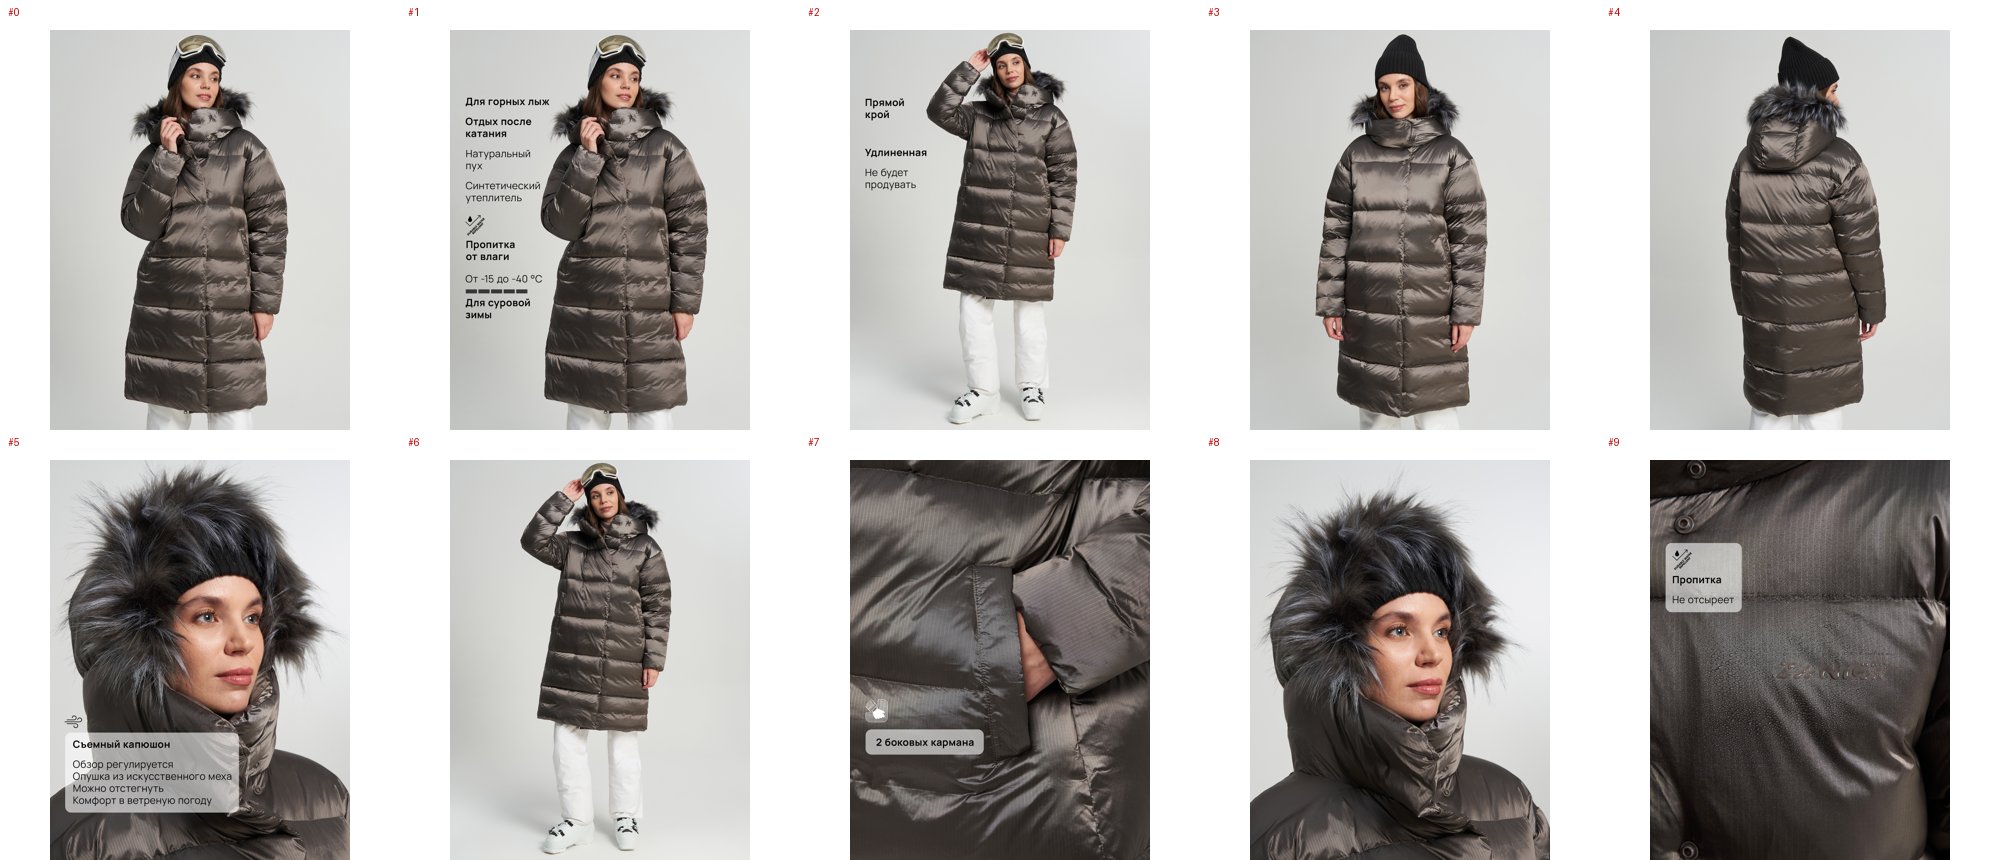 #0
#1
#2
#3
#4
Для горных лыж
Отдых после
катания
Натуральный
пух
Синтетический
утеплитель
Пропитка
от влаги
От -15 до -40 °C
Для суровой
зимы
Прямой
крой
Удлиненная
Не будет
продувать
#5
#6
#7
#8
#9
Съемный капюшон
Обзор регулируется
Опушка из искусственного меха
Можно отстегнуть
Комфорт в ветреную погоду
2 боковых кармана
Пропитка
Не отсыреет